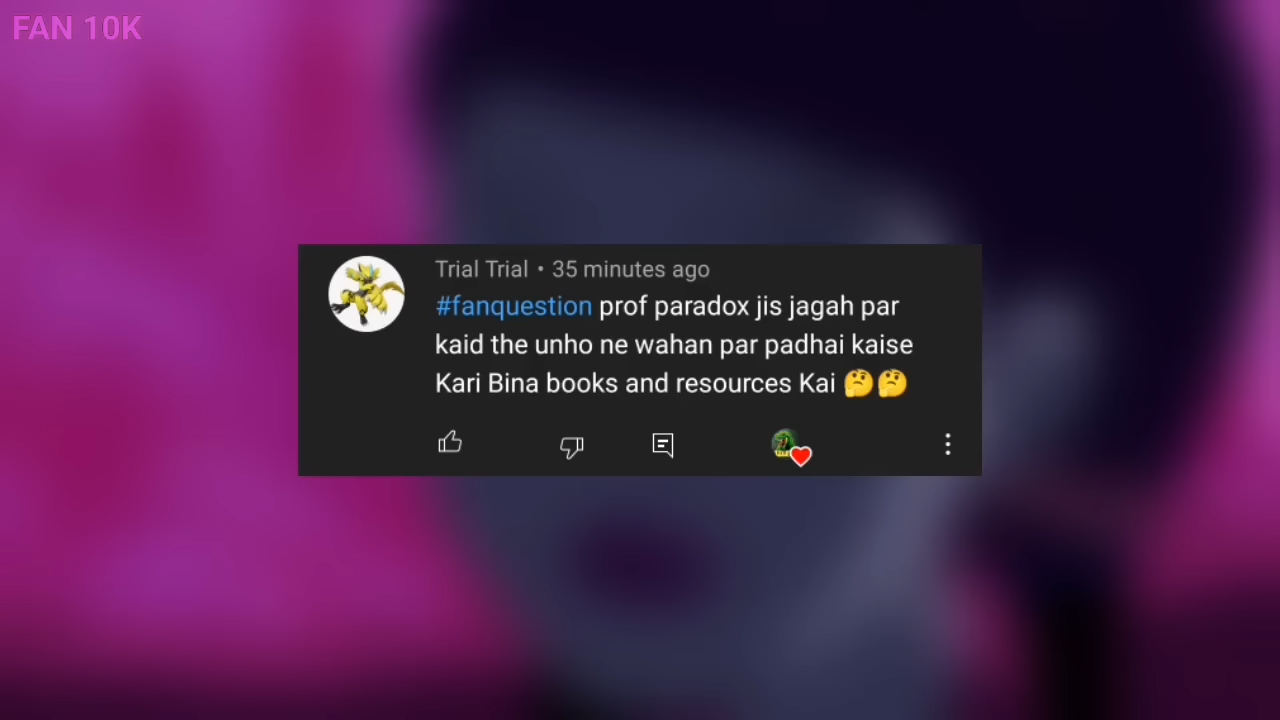 FAN 10K
Trial Trial • 35 minutes ago
#fanquestion prof paradox jis jagah par
kaid the unho ne wahan par padhai kaise
Kari Bina books and resources Kai 🤔🤔